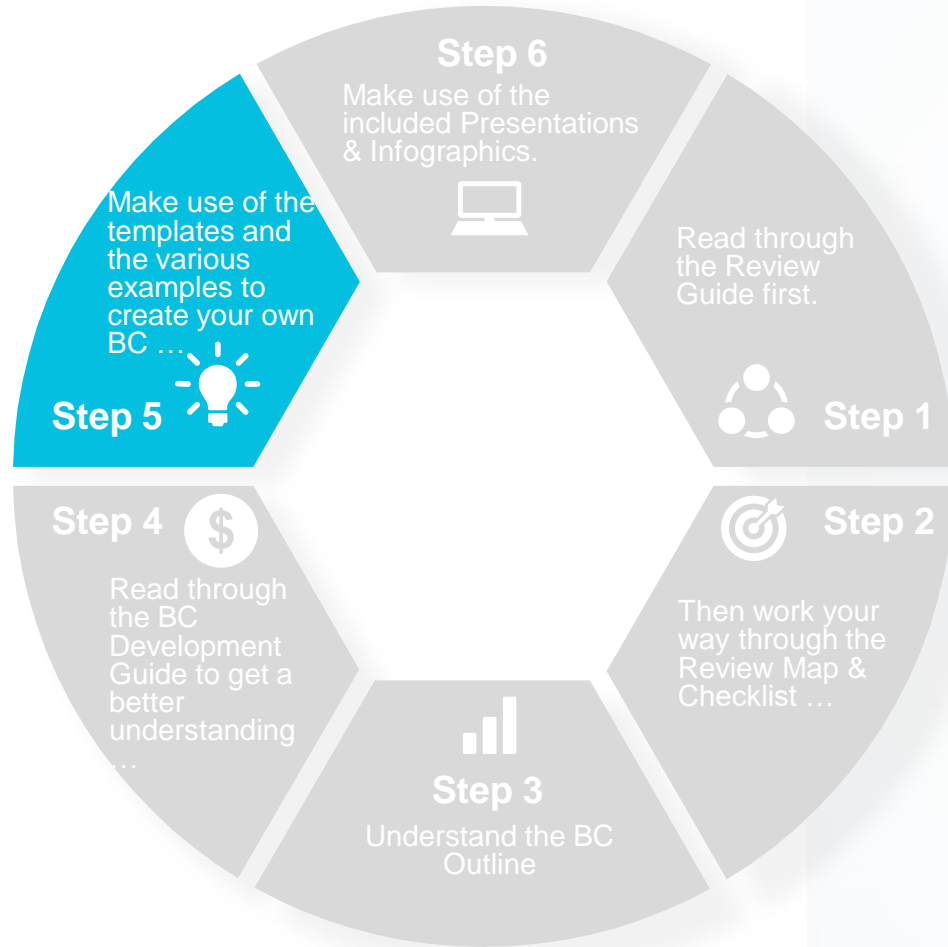 Step 6
Make use of the
included Presentations
& Infographics.
Read through
the Review
Guide first.
Step 1
Step 2
Then work your
way through the
Review Map &
Checklist …
Step 3
Understand the BC
Outline
Step 4
$
Read through
the BC
Development
Guide to get a
better
understanding
…
Make use of the
templates and
the various
examples to
create your own
BC …
Step 5